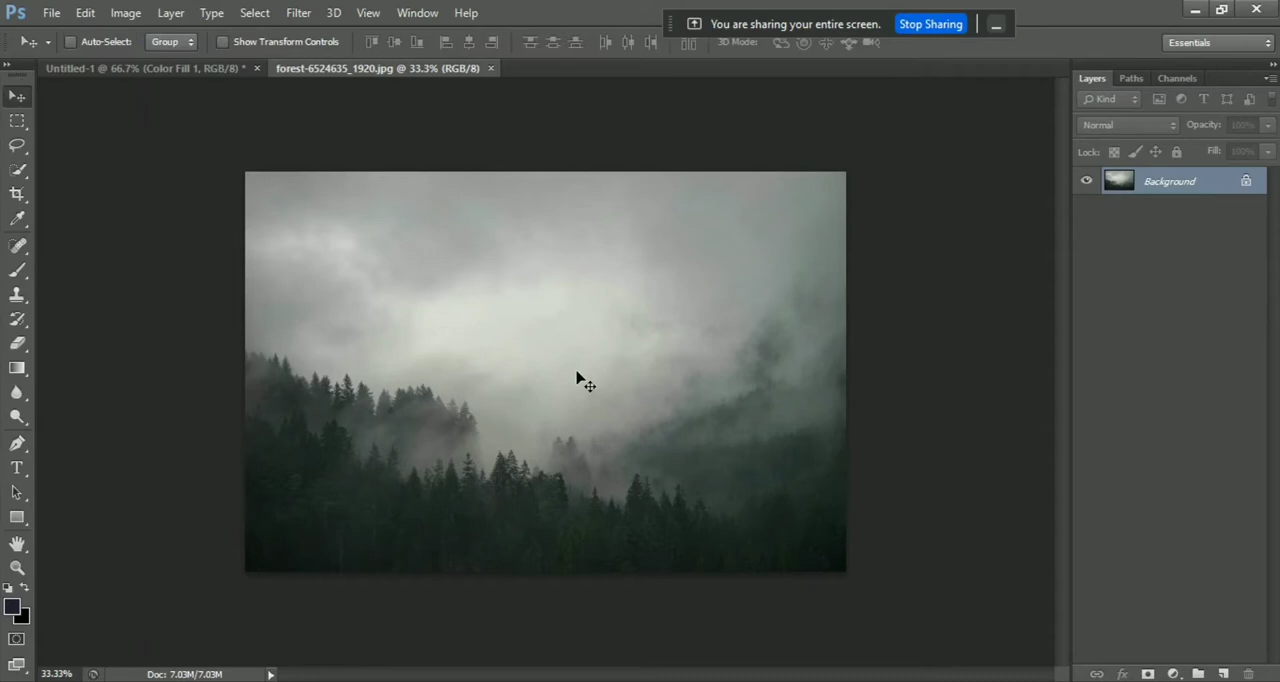 Ps File Edit Image Layer Type Select Filter 3D View Window Help
You are sharing your entire screen. Stop Sharing
Auto-Select: Group Show Transform Controls 3D Mode: Essentials
Untitled-1 @ 66.7% (Color Fill 1, RGB/8) * × forest-6524635_1920.jpg @ 33.3% (RGB/8) ×
Layers Paths Channels
Kind
Normal Opacity: 100%
Lock: Fill: 100%
Background
33.33% Doc: 7.03M/7.03M